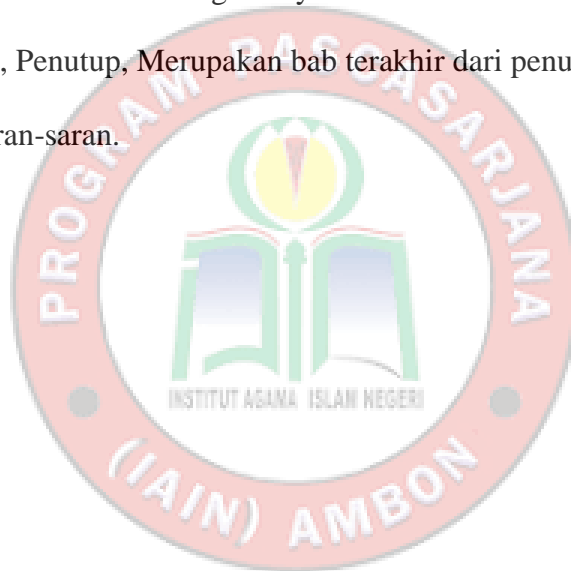 , Penutup, Merupakan bab terakhir dari penu
ran-saran.
PROGRAM PASCASARJANA
INSTITUT AGAMA ISLAM NEGERI
(IAIN) AMBON